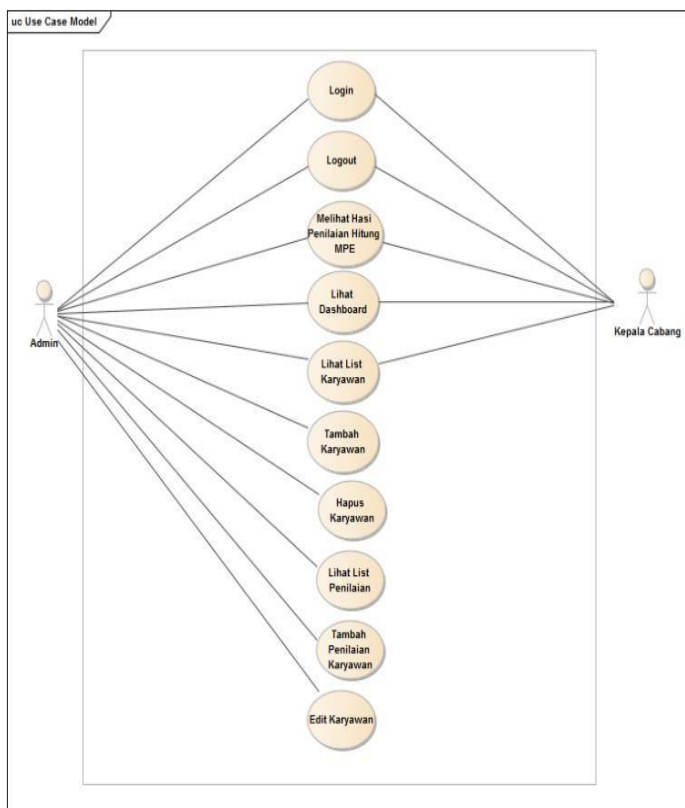 uc Use Case Model
Login
Logout
Melihat Hasi
Penilaian Hitung
MPE
Lihat
Dashboard
Admin
Kepala Cabang
Lihat List
Karyawan
Tambah
Karyawan
Hapus
Karyawan
Lihat List
Penilaian
Tambah
Penilaian
Karyawan
Edit Karyawan